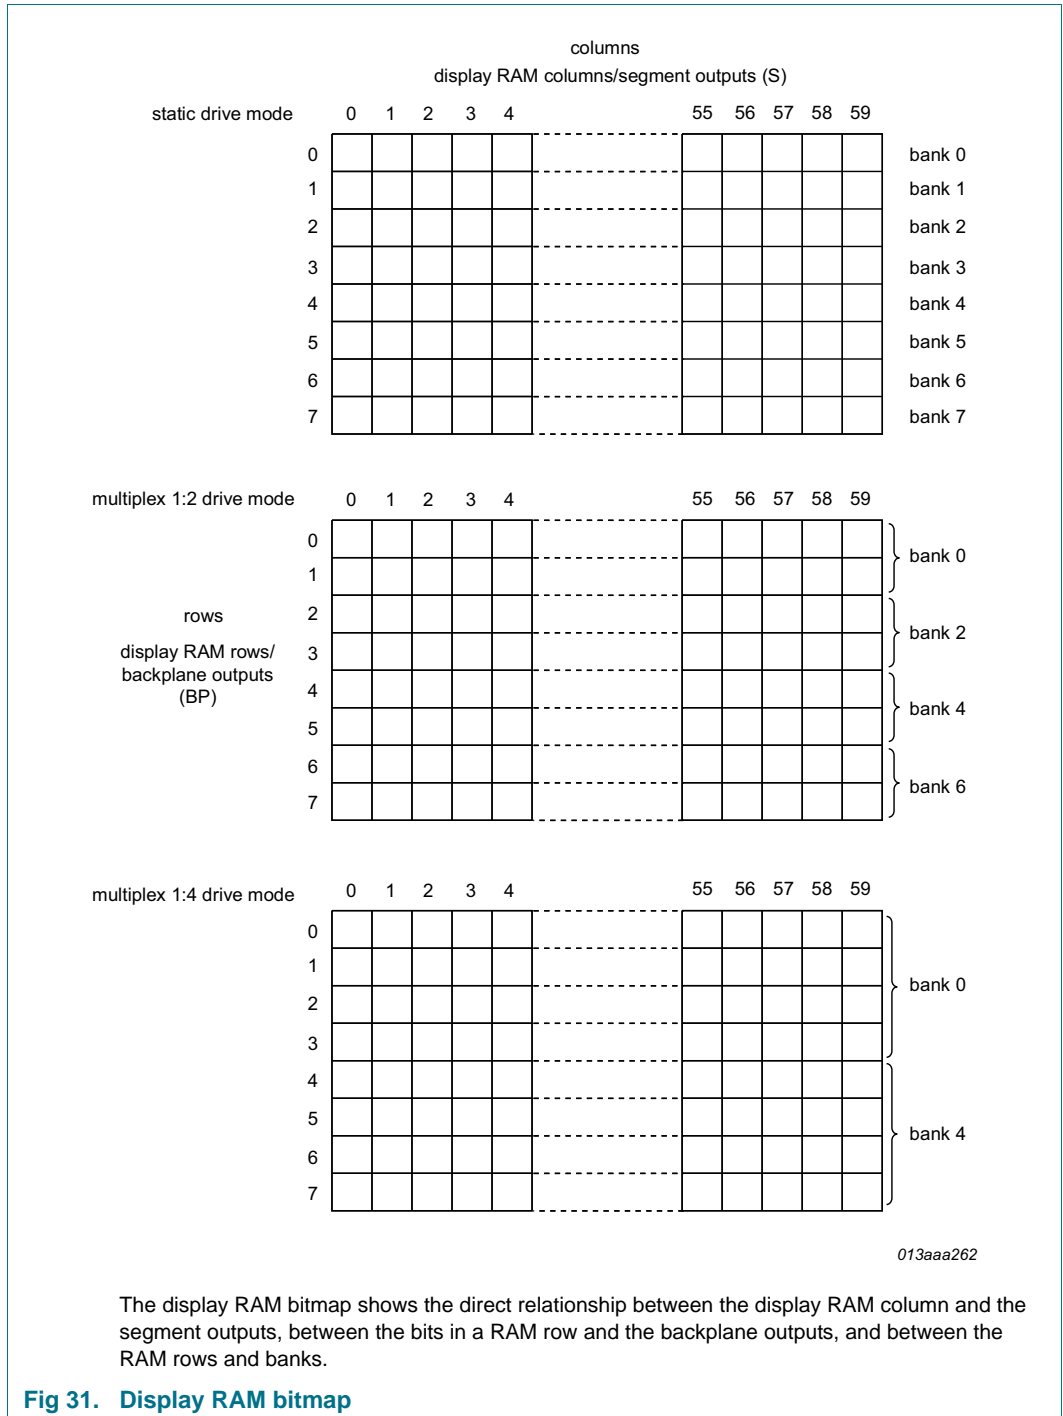 columns
display RAM columns/segment outputs (S)
static drive mode 0 1 2 3 4 55 56 57 58 59
0 bank 0
1 bank 1
2 bank 2
3 bank 3
4 bank 4
5 bank 5
6 bank 6
7 bank 7
multiplex 1:2 drive mode 0 1 2 3 4 55 56 57 58 59
0
bank 0
1
rows 2
bank 2
display RAM rows/ 3
backplane outputs
(BP)
4
bank 4
5
6
bank 6
7
multiplex 1:4 drive mode 0 1 2 3 4 55 56 57 58 59
0
1
bank 0
2
3
4
5
bank 4
6
7
013aaa262
The display RAM bitmap shows the direct relationship between the display RAM column and the
segment outputs, between the bits in a RAM row and the backplane outputs, and between the
RAM rows and banks.
Fig 31. Display RAM bitmap